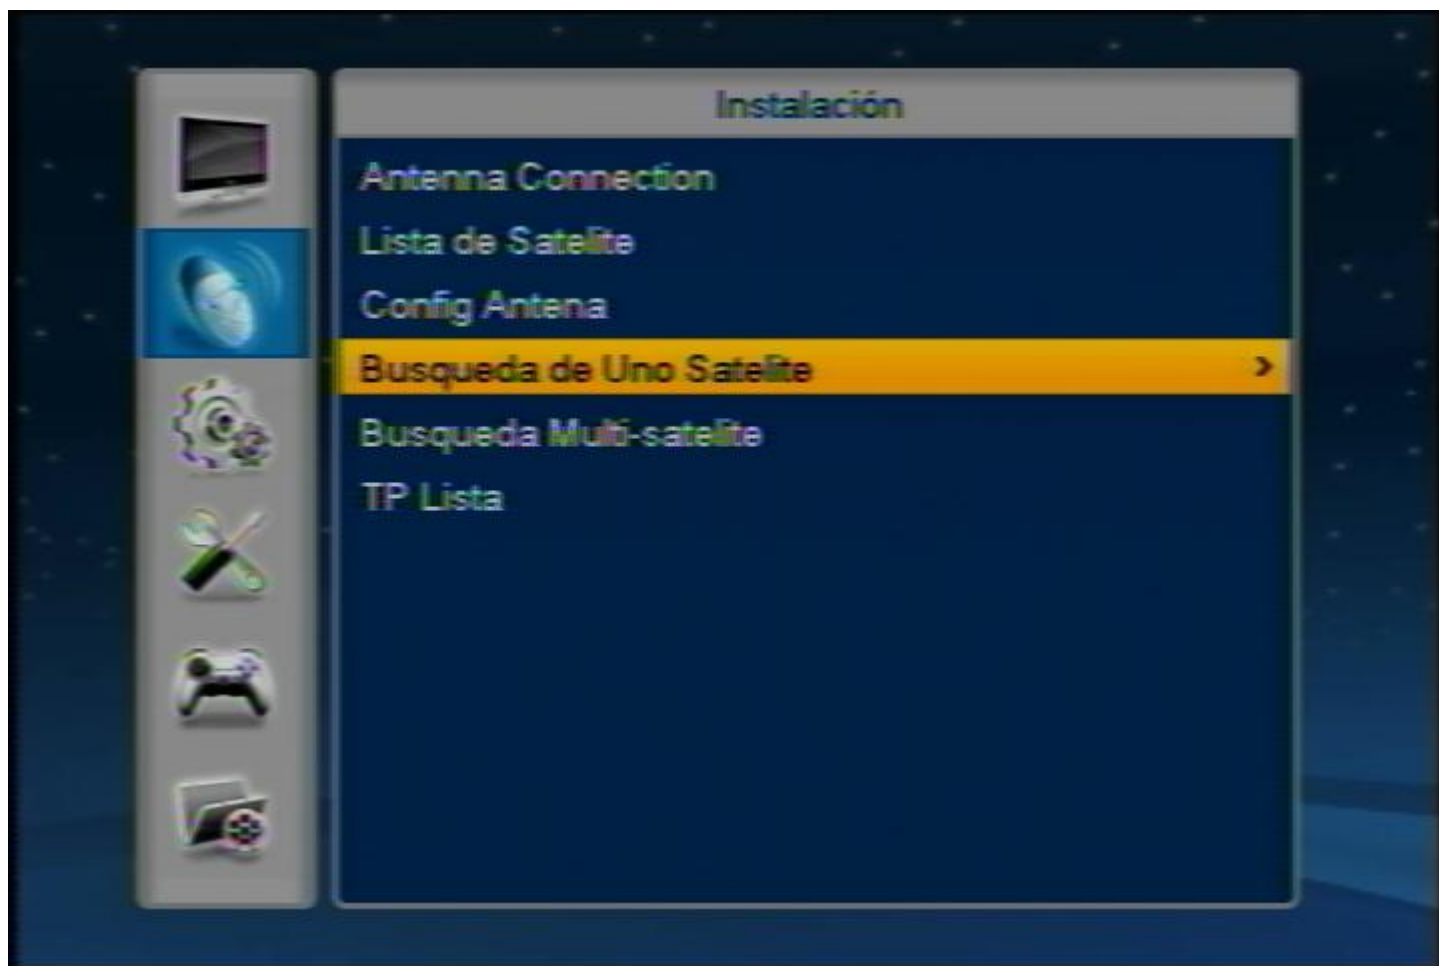 Instalación
Antenna Connection
Lista de Satelite
Config Antena
Busqueda de Uno Satelite
Busqueda Multi-satelite
TP Lista